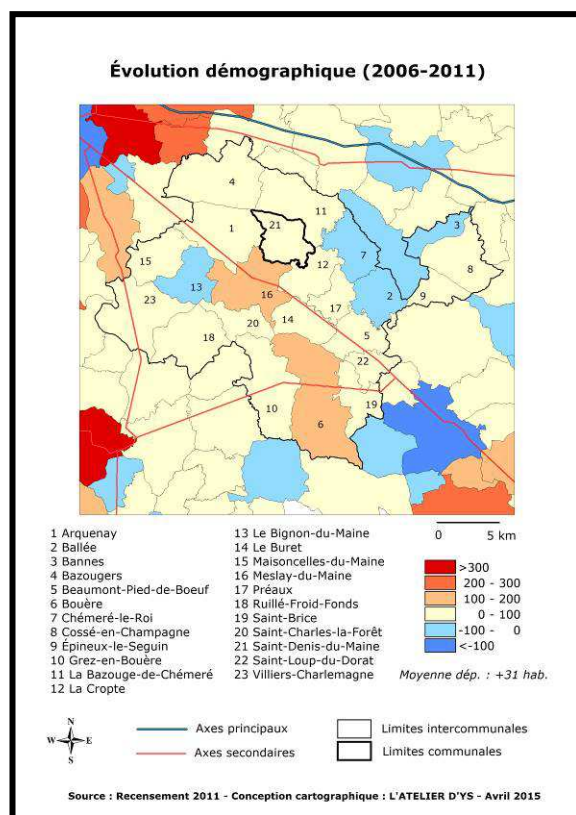 Évolution démographique (2006-2011)
4
21
11
3
1
7
8
15
12
13
16
2
9
23
17
20
14
5
18
22
10
6
19
0 5 km
1 Arquenay
2 Ballée
3 Bannes
4 Bazougers
5 Beaumont-Pied-de-Boeuf
6 Bouère
7 Chémeré-le-Roi
8 Cossé-en-Champagne
9 Épineux-le-Seguin
10 Grez-en-Bouère
11 La Bazouge-de-Chémeré
12 La Cropte
13 Le Bignon-du-Maine
14 Le Buret
15 Maisoncelles-du-Maine
16 Meslay-du-Maine
17 Préaux
18 Ruillé-Froid-Fonds
19 Saint-Brice
20 Saint-Charles-la-Forêt
21 Saint-Denis-du-Maine
22 Saint-Loup-du-Dorat
23 Villiers-Charlemagne
>300
200 - 300
100 - 200
0 - 100
-100 - 0
<-100
Moyenne dép. : +31 hab.
N
W E
S
Axes principaux
Axes secondaires
Limites intercommunales
Limites communales
Source : Recensement 2011 - Conception cartographique : L'ATELIER D'YS - Avril 2015